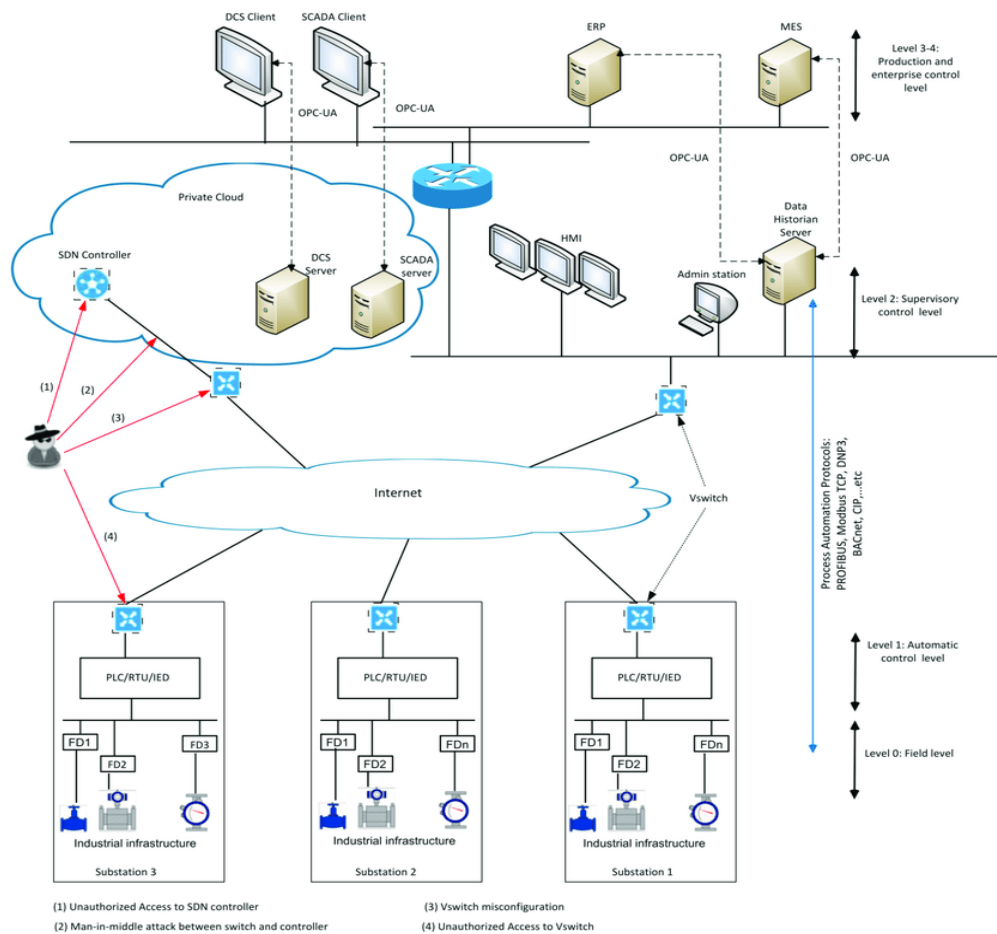 DCS Client
SCADA Client
ERP
MES
Level 3-4:
Production and
enterprise control
level
OPC-UA
OPC-UA
OPC-UA
OPC-UA
Private Cloud
SDN Controller
DCS
Server
SCADA
server
HMI
Data
Historian
Server
Admin station
Level 2: Supervisory
control level
(1)
(2)
(3)
(4)
Internet
Vswitch
Process Automation Protocols:
PROFIBUS, Modbus TCP, DNP3,
BACnet, CIP,...etc
PLC/RTU/IED
FD1
FD2
FD3
Industrial infrastructure
Substation 3
PLC/RTU/IED
FD1
FD2
FDn
Industrial infrastructure
Substation 2
PLC/RTU/IED
FD1
FD2
FDn
Industrial infrastructure
Substation 1
Level 1: Automatic
control level
Level 0: Field level
(1) Unauthorized Access to SDN controller
(2) Man-in-middle attack between switch and controller
(3) Vswitch misconfiguration
(4) Unauthorized Access to Vswitch